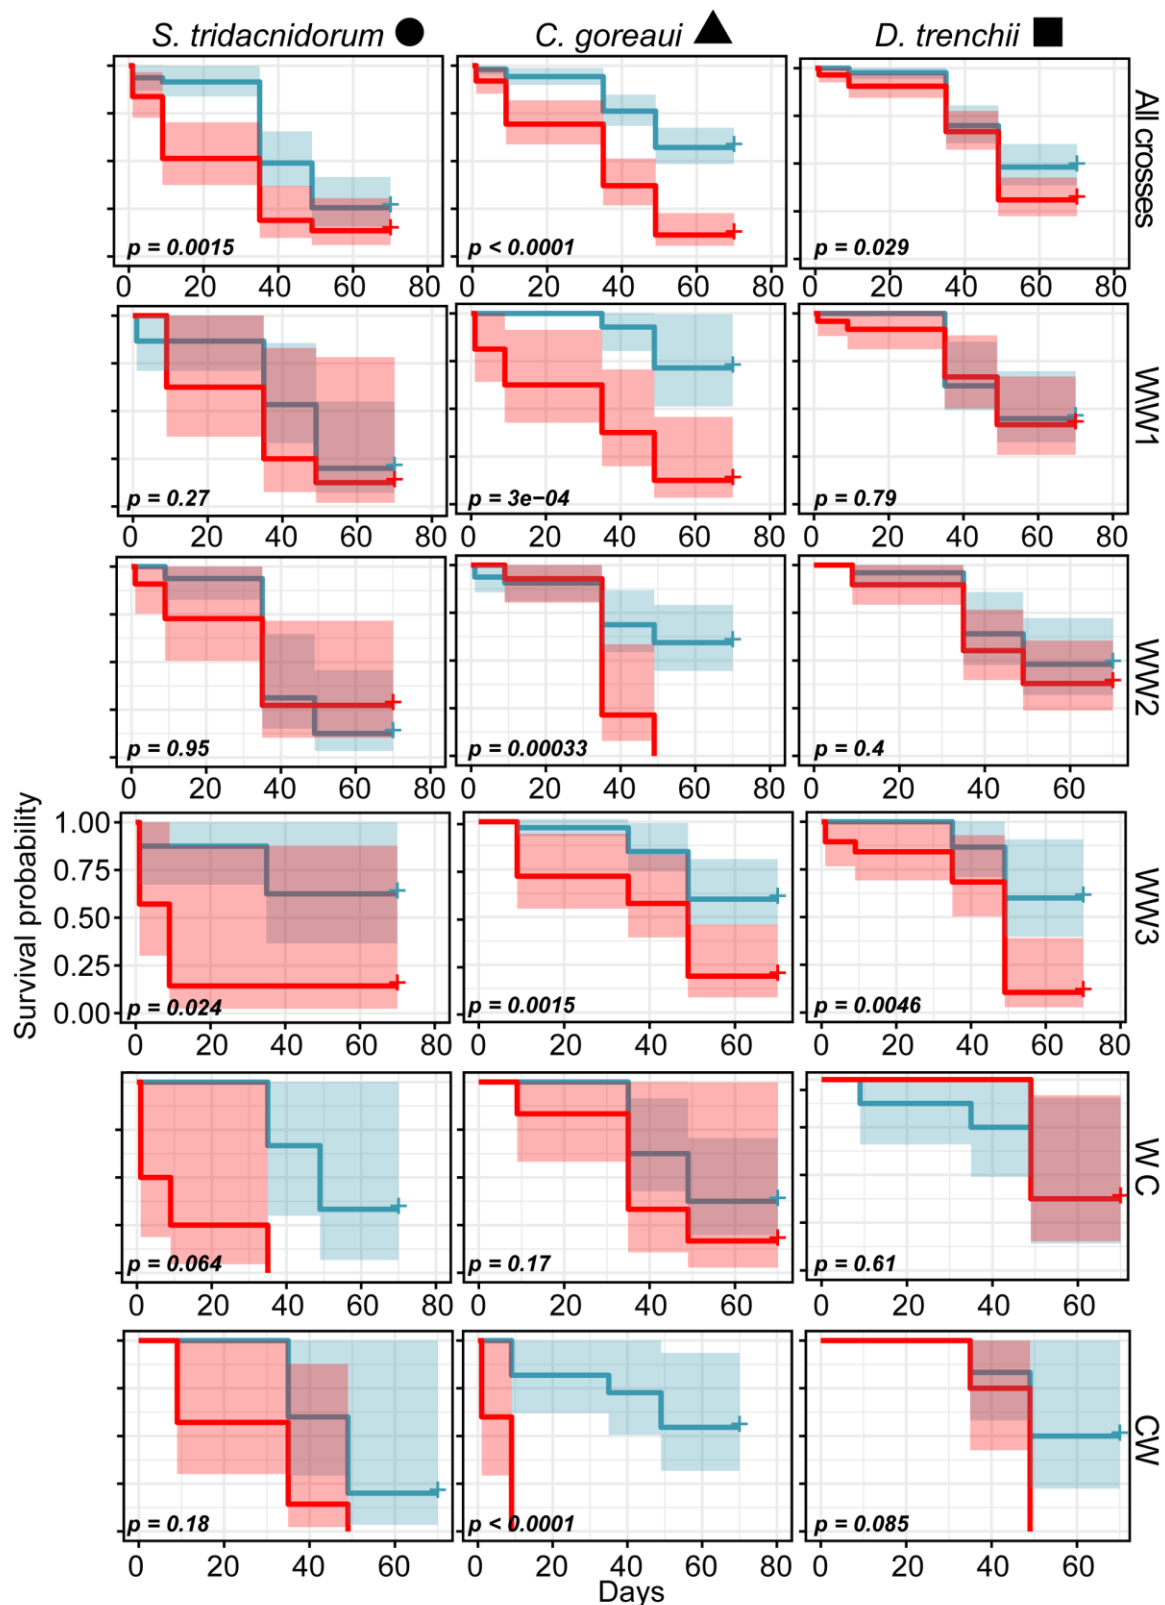 S. tridacnidorum C. goreaui D. trenchii
All crosses
p = 0.0015 p < 0.0001 p = 0.029
0 20 40 60 80 0 20 40 60 80 0 20 40 60 80
WW1
p = 0.27 p = 3e−04 p = 0.79
0 20 40 60 80 0 20 40 60 80 0 20 40 60 80
WW2
p = 0.95 p = 0.00033 p = 0.4
0 20 40 60 80 0 20 40 60 80 0 20 40 60
Survival probability
1.00
0.75
0.50
0.25
0.00
WW3
p = 0.024 p = 0.0015 p = 0.0046
0 20 40 60 80 0 20 40 60 0 20 40 60 80
W C
p = 0.064 p = 0.17 p = 0.61
0 20 40 60 80 0 20 40 60 0 20 40 60
CW
p = 0.18 p < 0.0001 p = 0.085
0 20 40 60 0 20 40 60 80 0 20 40 60
Days